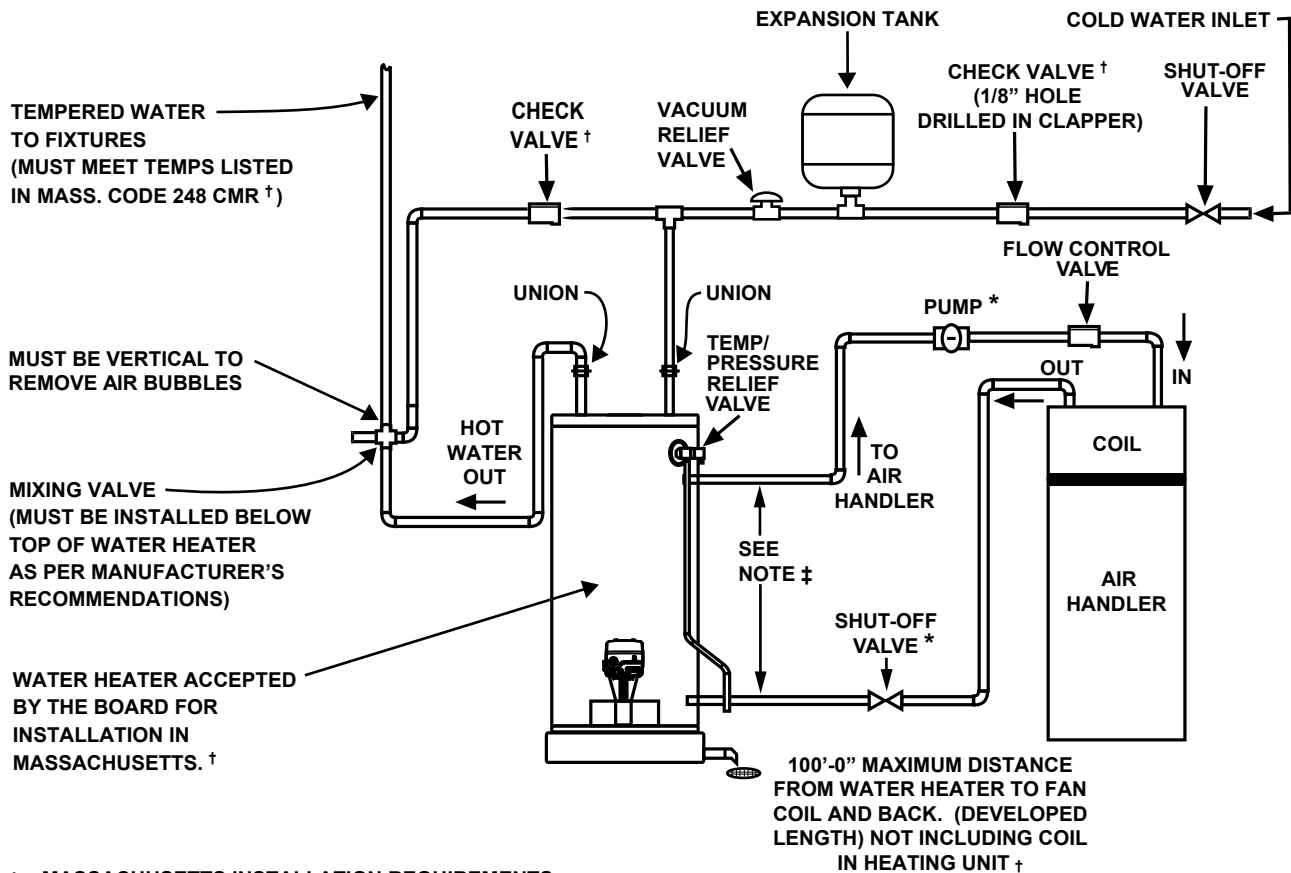 EXPANSION TANK
COLD WATER INLET
CHECK VALVE †
(1/8” HOLE
DRILLED IN CLAPPER)
SHUT-OFF
VALVE
TEMPERED WATER
TO FIXTURES
(MUST MEET TEMPS LISTED
IN MASS. CODE 248 CMR † )
CHECK
VALVE †
VACUUM
RELIEF
VALVE
FLOW CONTROL
VALVE
UNION
UNION
PUMP *
TEMP/
PRESSURE
RELIEF
VALVE
MUST BE VERTICAL TO
REMOVE AIR BUBBLES
OUT
IN
HOT
WATER
OUT
TO
AIR
HANDLER
COIL
MIXING VALVE
(MUST BE INSTALLED BELOW
TOP OF WATER HEATER
AS PER MANUFACTURER’S
RECOMMENDATIONS)
SEE
NOTE ‡
AIR
HANDLER
SHUT-OFF
VALVE *
WATER HEATER ACCEPTED
BY THE BOARD FOR
INSTALLATION IN
MASSACHUSETTS. †
100’-0” MAXIMUM DISTANCE
FROM WATER HEATER TO FAN
COIL AND BACK. (DEVELOPED
LENGTH) NOT INCLUDING COIL
IN HEATING UNIT †
MASSACHUSETTS INSTALLATION REQUIREMENTS